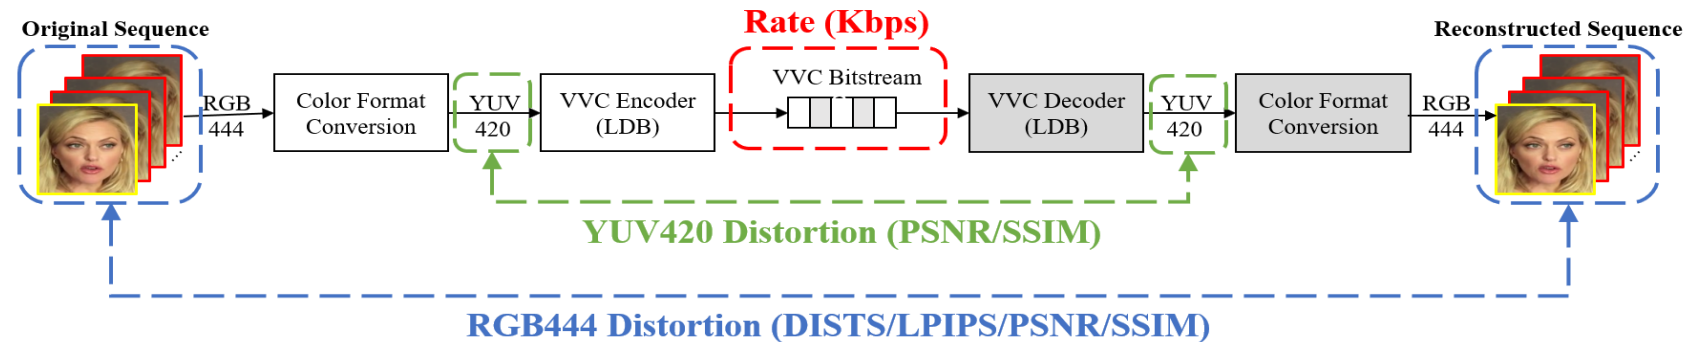 Original Sequence
RGB
444
Color Format
Conversion
YUV
420
VVC Encoder
(LDB)
Rate (Kbps)
VVC Bitstream
VVC Decoder
(LDB)
YUV
420
Color Format
Conversion
RGB
444
Reconstructed Sequence
...
...
YUV420 Distortion (PSNR/SSIM)
RGB444 Distortion (DISTS/LPIPS/PSNR/SSIM)